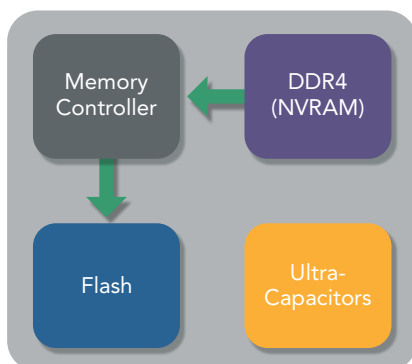 Memory
Controller
DDR4
(NVRAM)
Flash
Ultra-
Capacitors